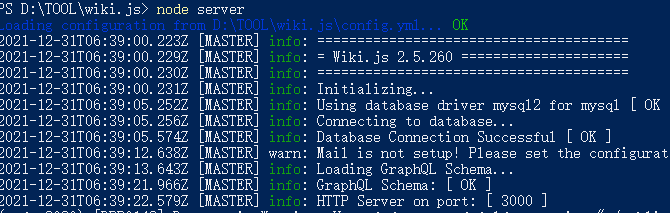 PS D:\TOOL\wiki.js> node server
Loading configuration from D:\TOOL\wiki.js\config.yml... OK
2021-12-31T06:39:00.223Z [MASTER] info: =======================================
2021-12-31T06:39:00.229Z [MASTER] info: = Wiki.js 2.5.260 =====================
2021-12-31T06:39:00.230Z [MASTER] info: =======================================
2021-12-31T06:39:00.231Z [MASTER] info: Initializing...
2021-12-31T06:39:05.252Z [MASTER] info: Using database driver mysql2 for mysql [ OK
2021-12-31T06:39:05.256Z [MASTER] info: Connecting to database...
2021-12-31T06:39:05.574Z [MASTER] info: Database Connection Successful [ OK ]
2021-12-31T06:39:12.638Z [MASTER] warn: Mail is not setup! Please set the configurat
2021-12-31T06:39:13.643Z [MASTER] info: Loading GraphQL Schema...
2021-12-31T06:39:21.966Z [MASTER] info: GraphQL Schema: [ OK ]
2021-12-31T06:39:22.579Z [MASTER] info: HTTP Server on port: [ 3000 ]